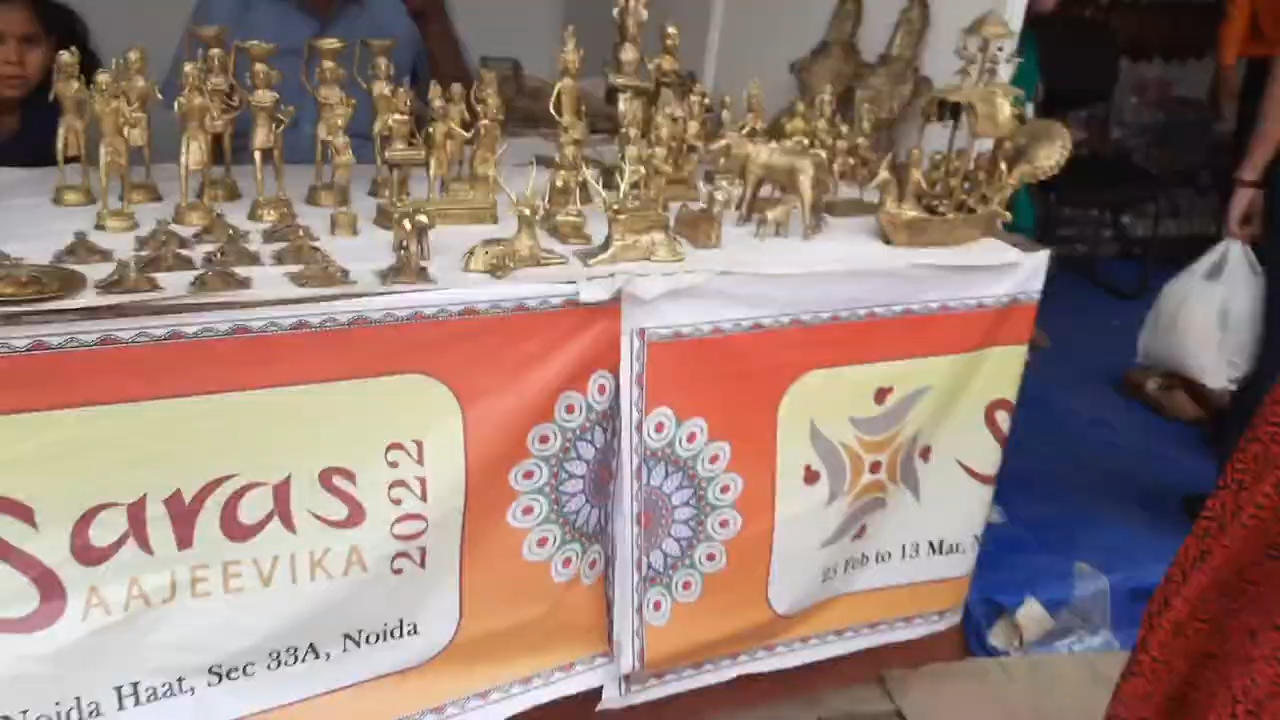 Saras
AAJEEVIKA
2022
Noida Haat, Sec 33A, Noida
25 Feb to 13 Mar,